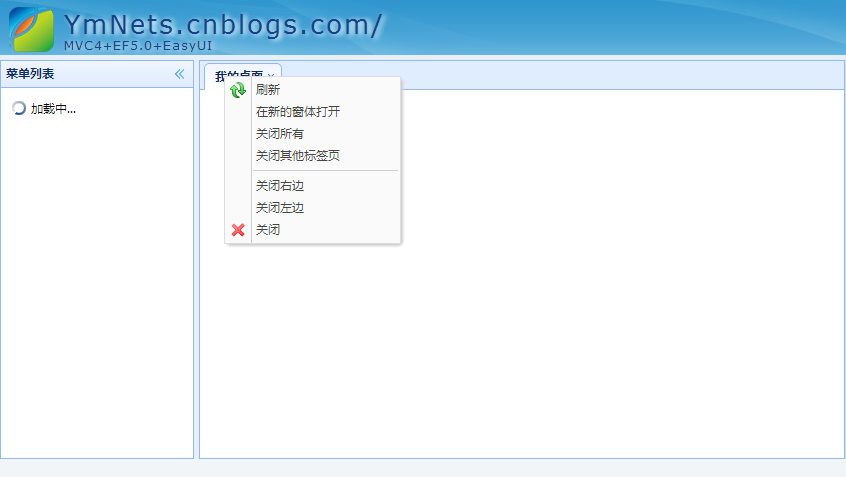 YmNets.cnblogs.com/
MVC4+EF5.0+EasyUI
菜单列表
加载中...
我的桌面
刷新
在新的窗体打开
关闭所有
关闭其他标签页
关闭右边
关闭左边
关闭